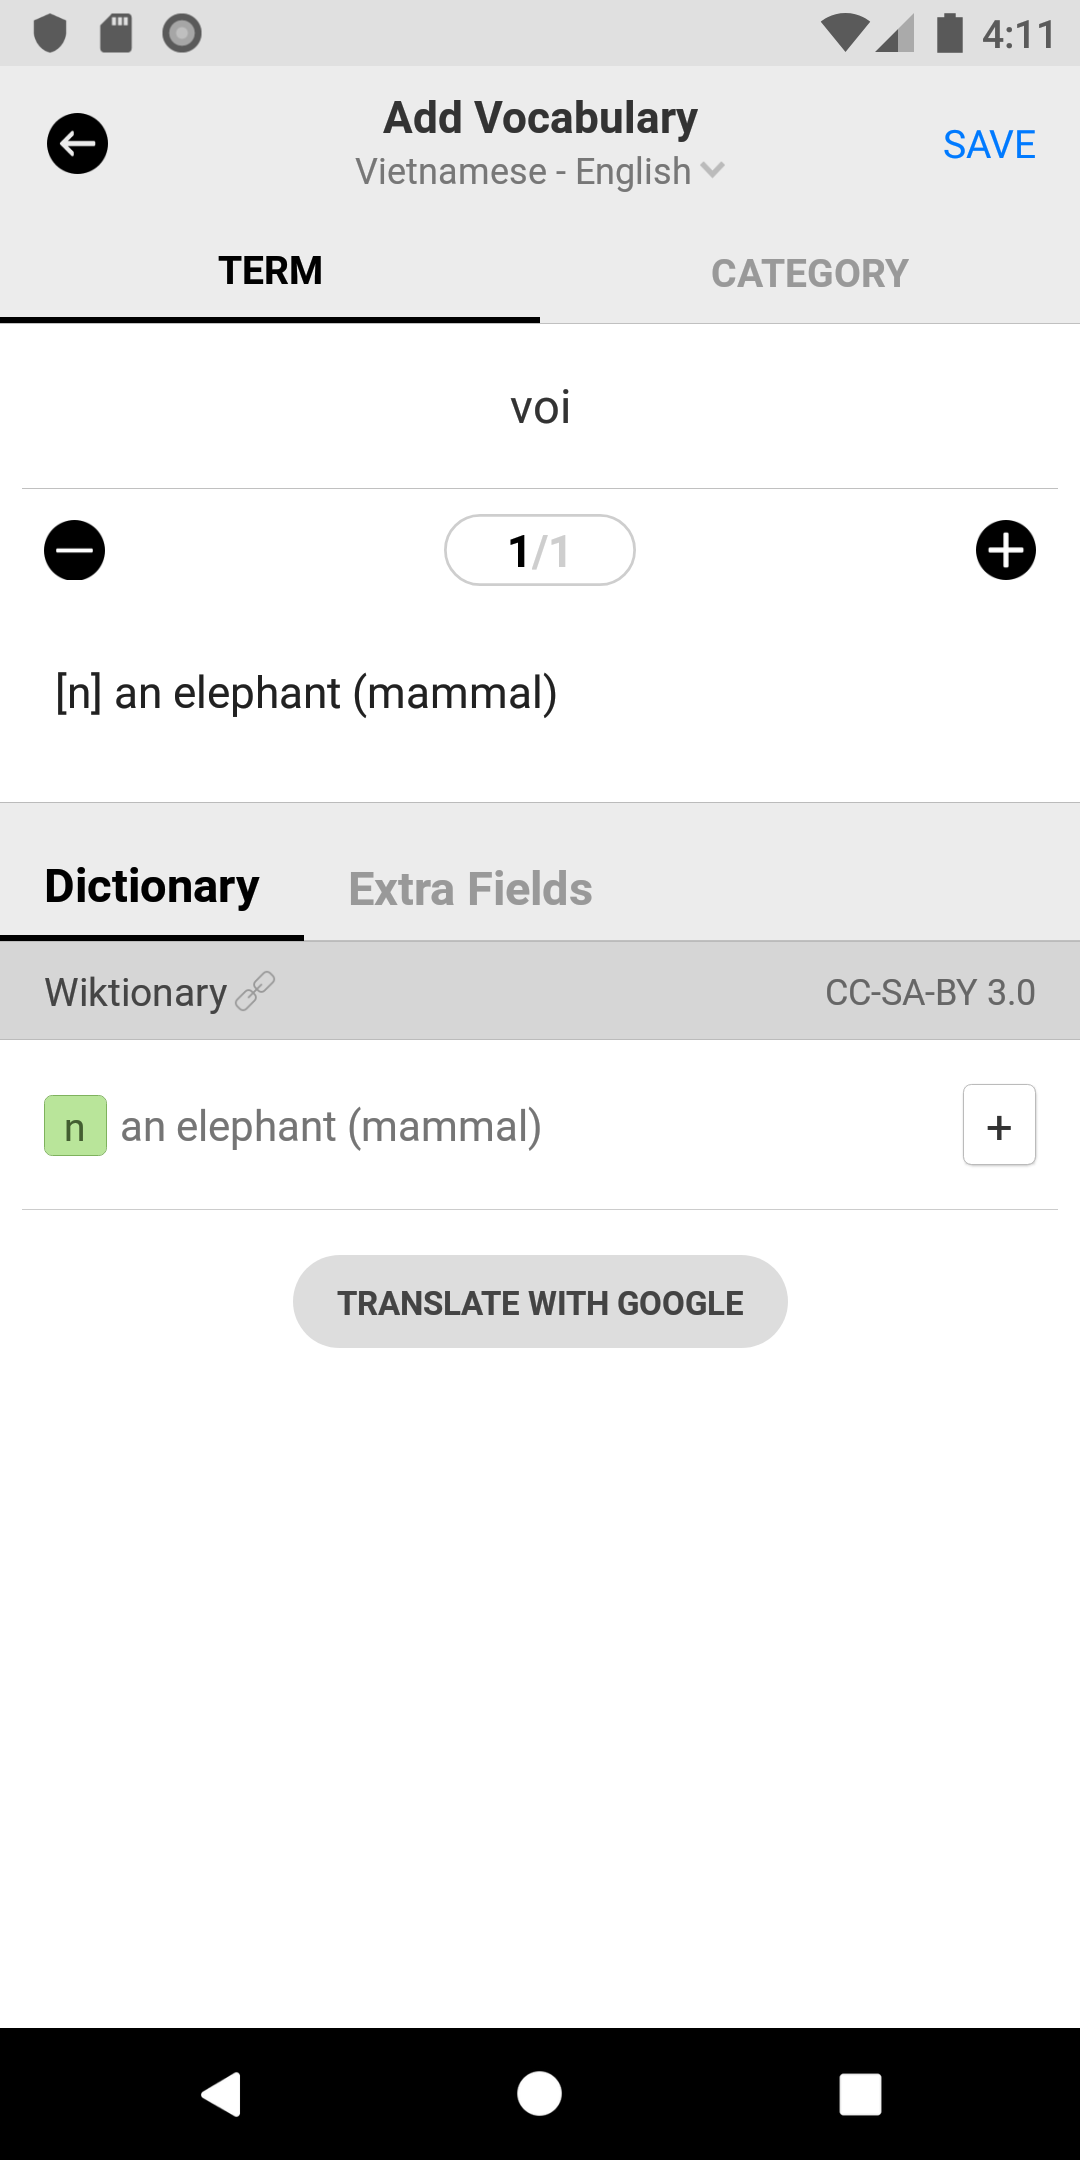 4:11
Add Vocabulary
Vietnamese - English
SAVE
TERM
CATEGORY
voi
1/1
[n] an elephant (mammal)
Dictionary
Extra Fields
Wiktionary
CC-SA-BY 3.0
n an elephant (mammal)
+
TRANSLATE WITH GOOGLE